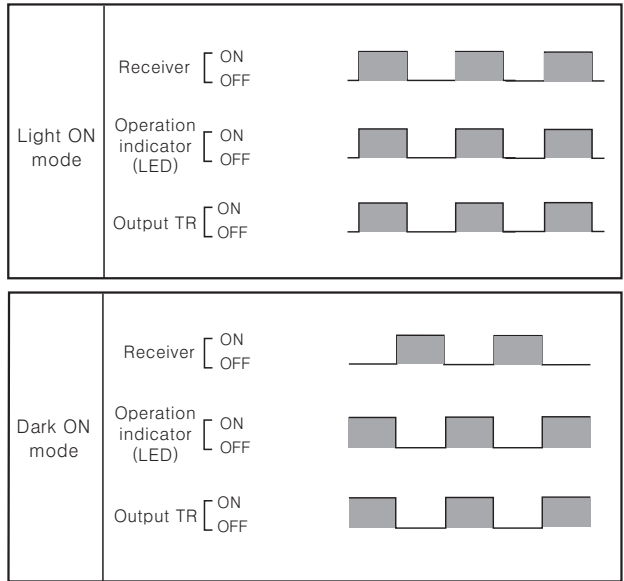 Light ON
mode
Receiver
ON
OFF
Operation
indicator
(LED)
ON
OFF
Output TR
ON
OFF
Dark ON
mode
Receiver
ON
OFF
Operation
indicator
(LED)
ON
OFF
Output TR
ON
OFF